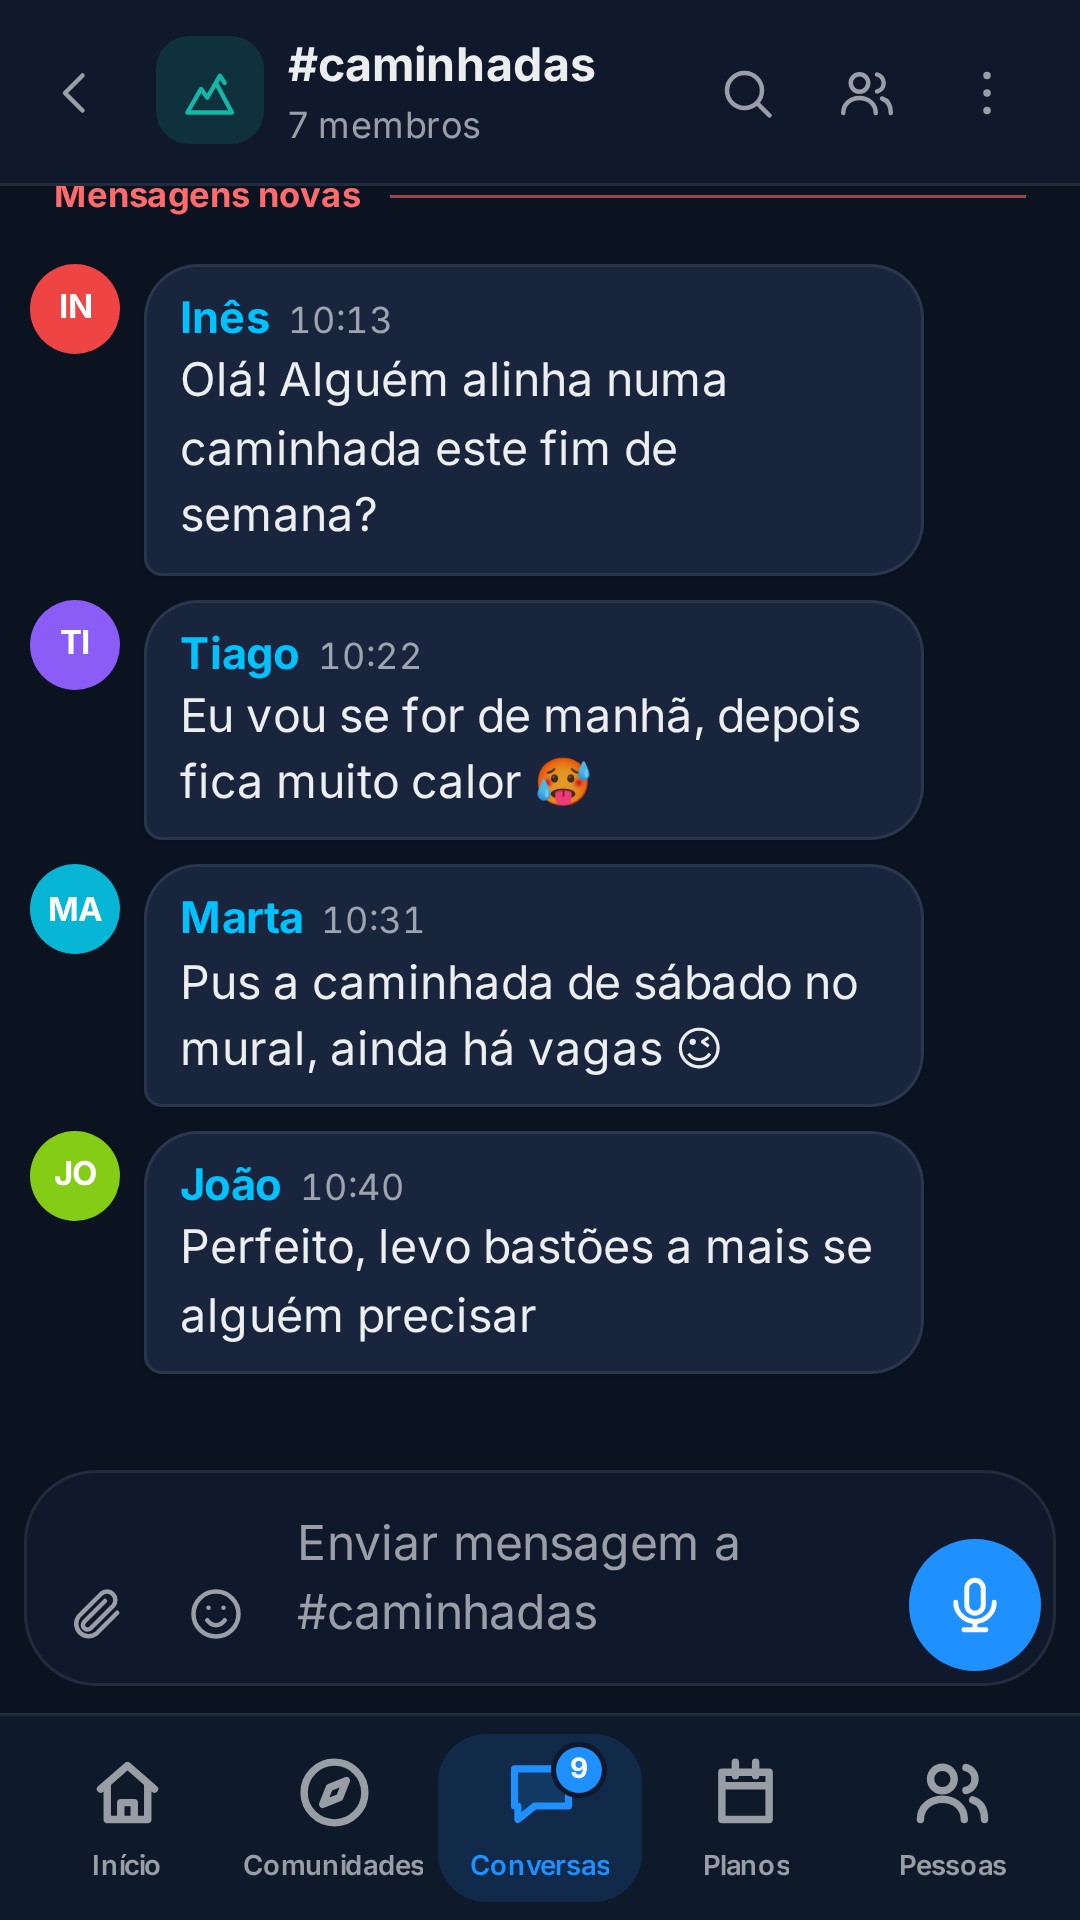 #caminhadas
7 membros
Mensagens novas
IN
Inês 10:13
Olá! Alguém alinha numa
caminhada este fim de
semana?
TI
Tiago 10:22
Eu vou se for de manhã, depois
fica muito calor 🥵
MA
Marta 10:31
Pus a caminhada de sábado no
mural, ainda há vagas 😉
JO
João 10:40
Perfeito, levo bastões a mais se
alguém precisar
Enviar mensagem a
#caminhadas
9
Início Comunidades Conversas Planos Pessoas